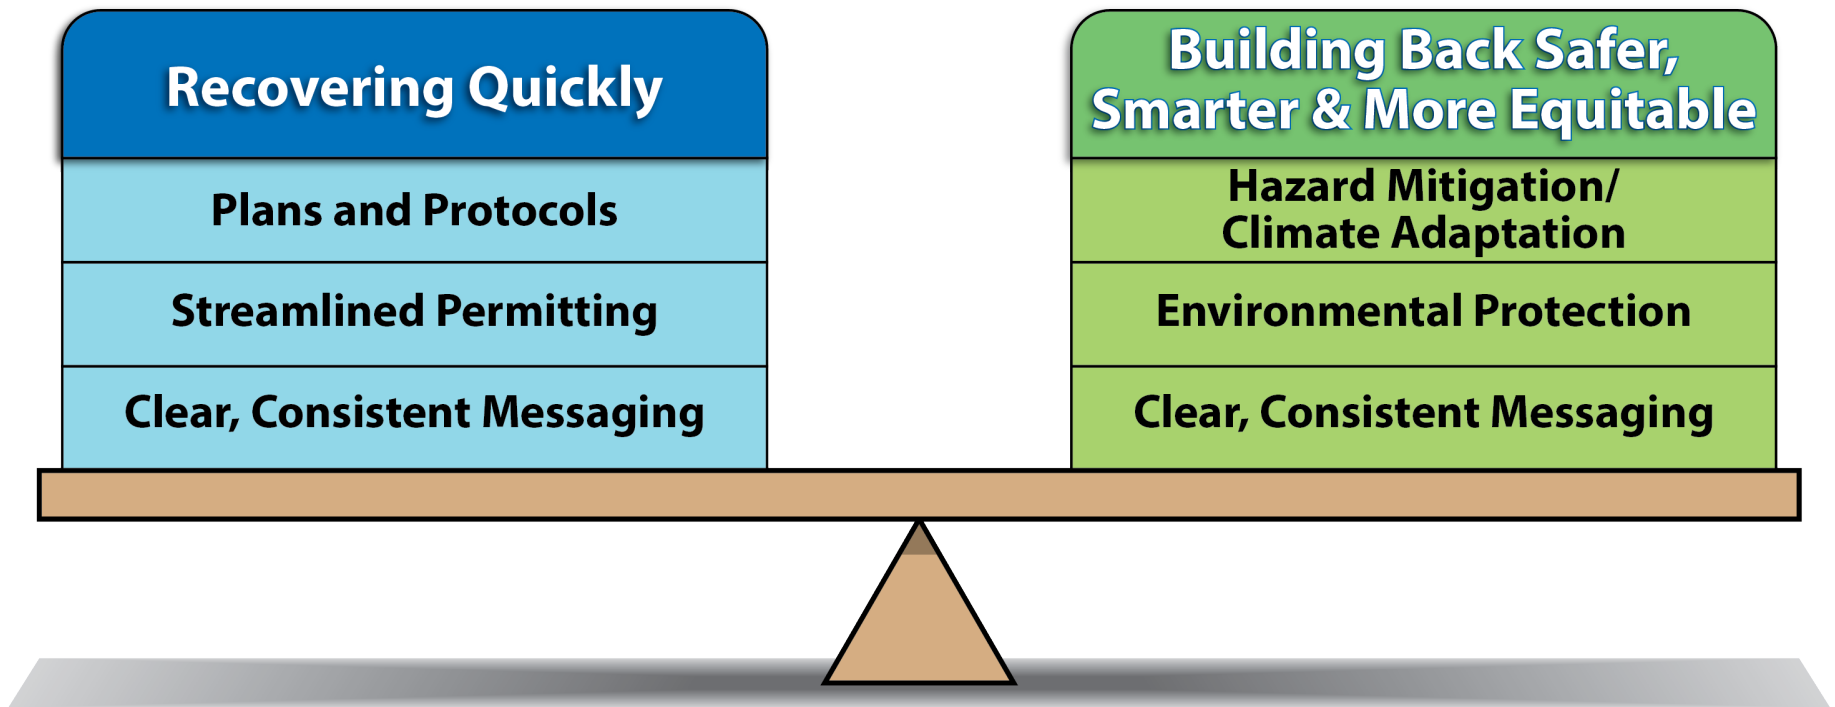 Recovering Quickly
Plans and Protocols
Streamlined Permitting
Clear, Consistent Messaging
Building Back Safer,
Smarter & More Equitable
Hazard Mitigation/
Climate Adaptation
Environmental Protection
Clear, Consistent Messaging